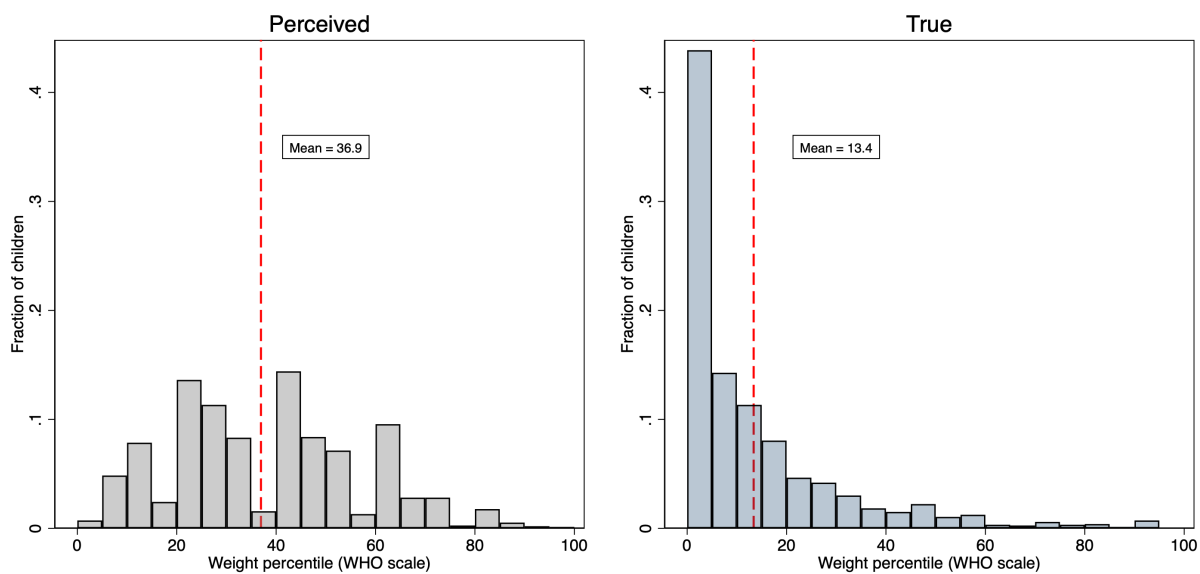 Perceived
Fraction of children
.4
.3
.2
.1
0
Mean = 36.9
0 20 40 60 80 100
Weight percentile (WHO scale)
True
Fraction of children
.4
.3
.2
.1
0
Mean = 13.4
0 20 40 60 80 100
Weight percentile (WHO scale)